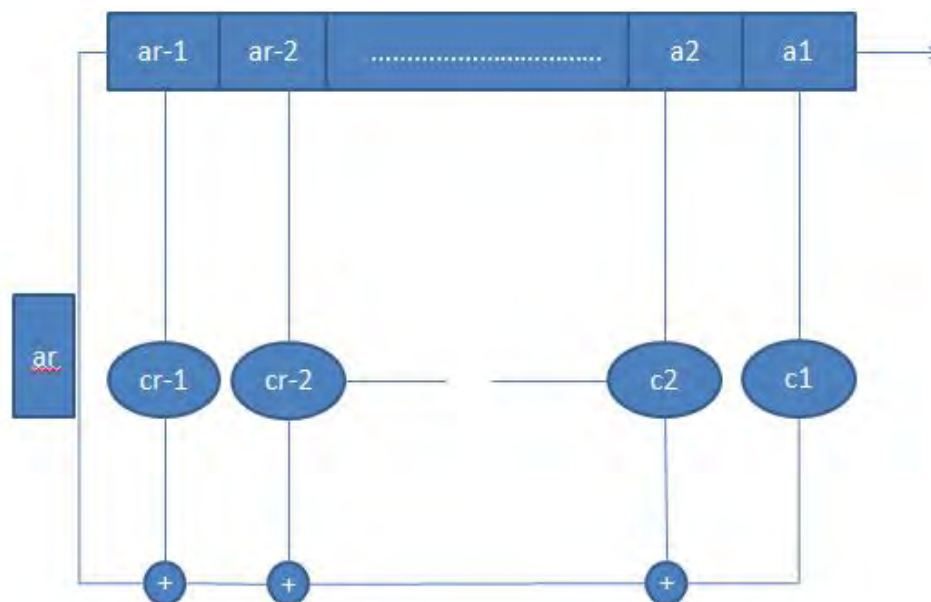 ar-1 ar-2 ................................ a2 a1
ar
cr-1 cr-2 c2 c1
+ + +